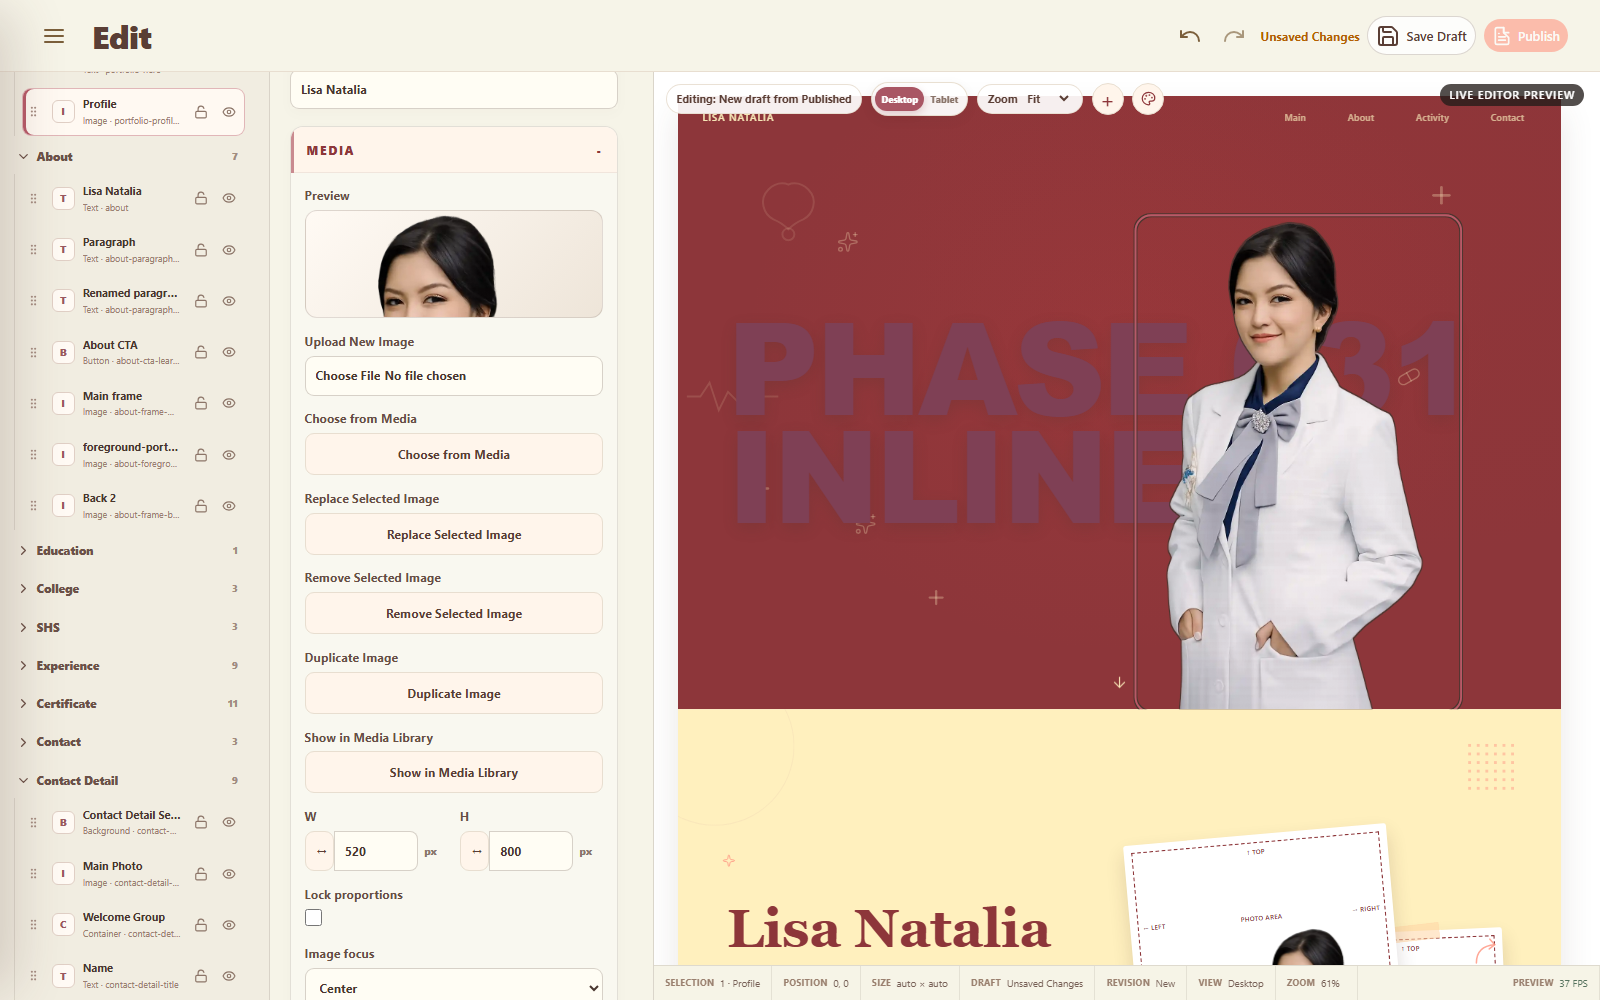 Edit
Unsaved Changes
Save Draft
Publish
I
Profile
Image · portfolio-profil...
About
7
T
Lisa Natalia
Text · about
T
Paragraph
Text · about-paragraph...
T
Renamed paragr...
Text · about-paragraph...
B
About CTA
Button · about-cta-lear...
I
Main frame
Image · about-frame-...
I
foreground-port...
Image · about-foregro...
I
Back 2
Image · about-frame-b...
Education
1
College
3
SHS
3
Experience
9
Certificate
11
Contact
3
Contact Detail
9
B
Contact Detail Se...
Background · contact-...
I
Main Photo
Image · contact-detail-...
C
Welcome Group
Container · contact-det...
T
Name
Text · contact-detail-title
Lisa Natalia
MEDIA
-
Preview
Upload New Image
Choose File No file chosen
Choose from Media
Choose from Media
Replace Selected Image
Replace Selected Image
Remove Selected Image
Remove Selected Image
Duplicate Image
Duplicate Image
Show in Media Library
Show in Media Library
W
H
↔ 520 px
↔ 800 px
Lock proportions
Image focus
Center
Editing: New draft from Published
Desktop
Tablet
Zoom Fit
+
LIVE EDITOR PREVIEW
LISA NATALIA
Main
About
Activity
Contact
PHASE 31
INLINE
Lisa Natalia
↑ TOP
← LEFT
PHOTO AREA
→ RIGHT
↑ TOP
SELECTION 1 · Profile
POSITION 0, 0
SIZE auto × auto
DRAFT Unsaved Changes
REVISION New
VIEW Desktop
ZOOM 61%
PREVIEW 37 FPS